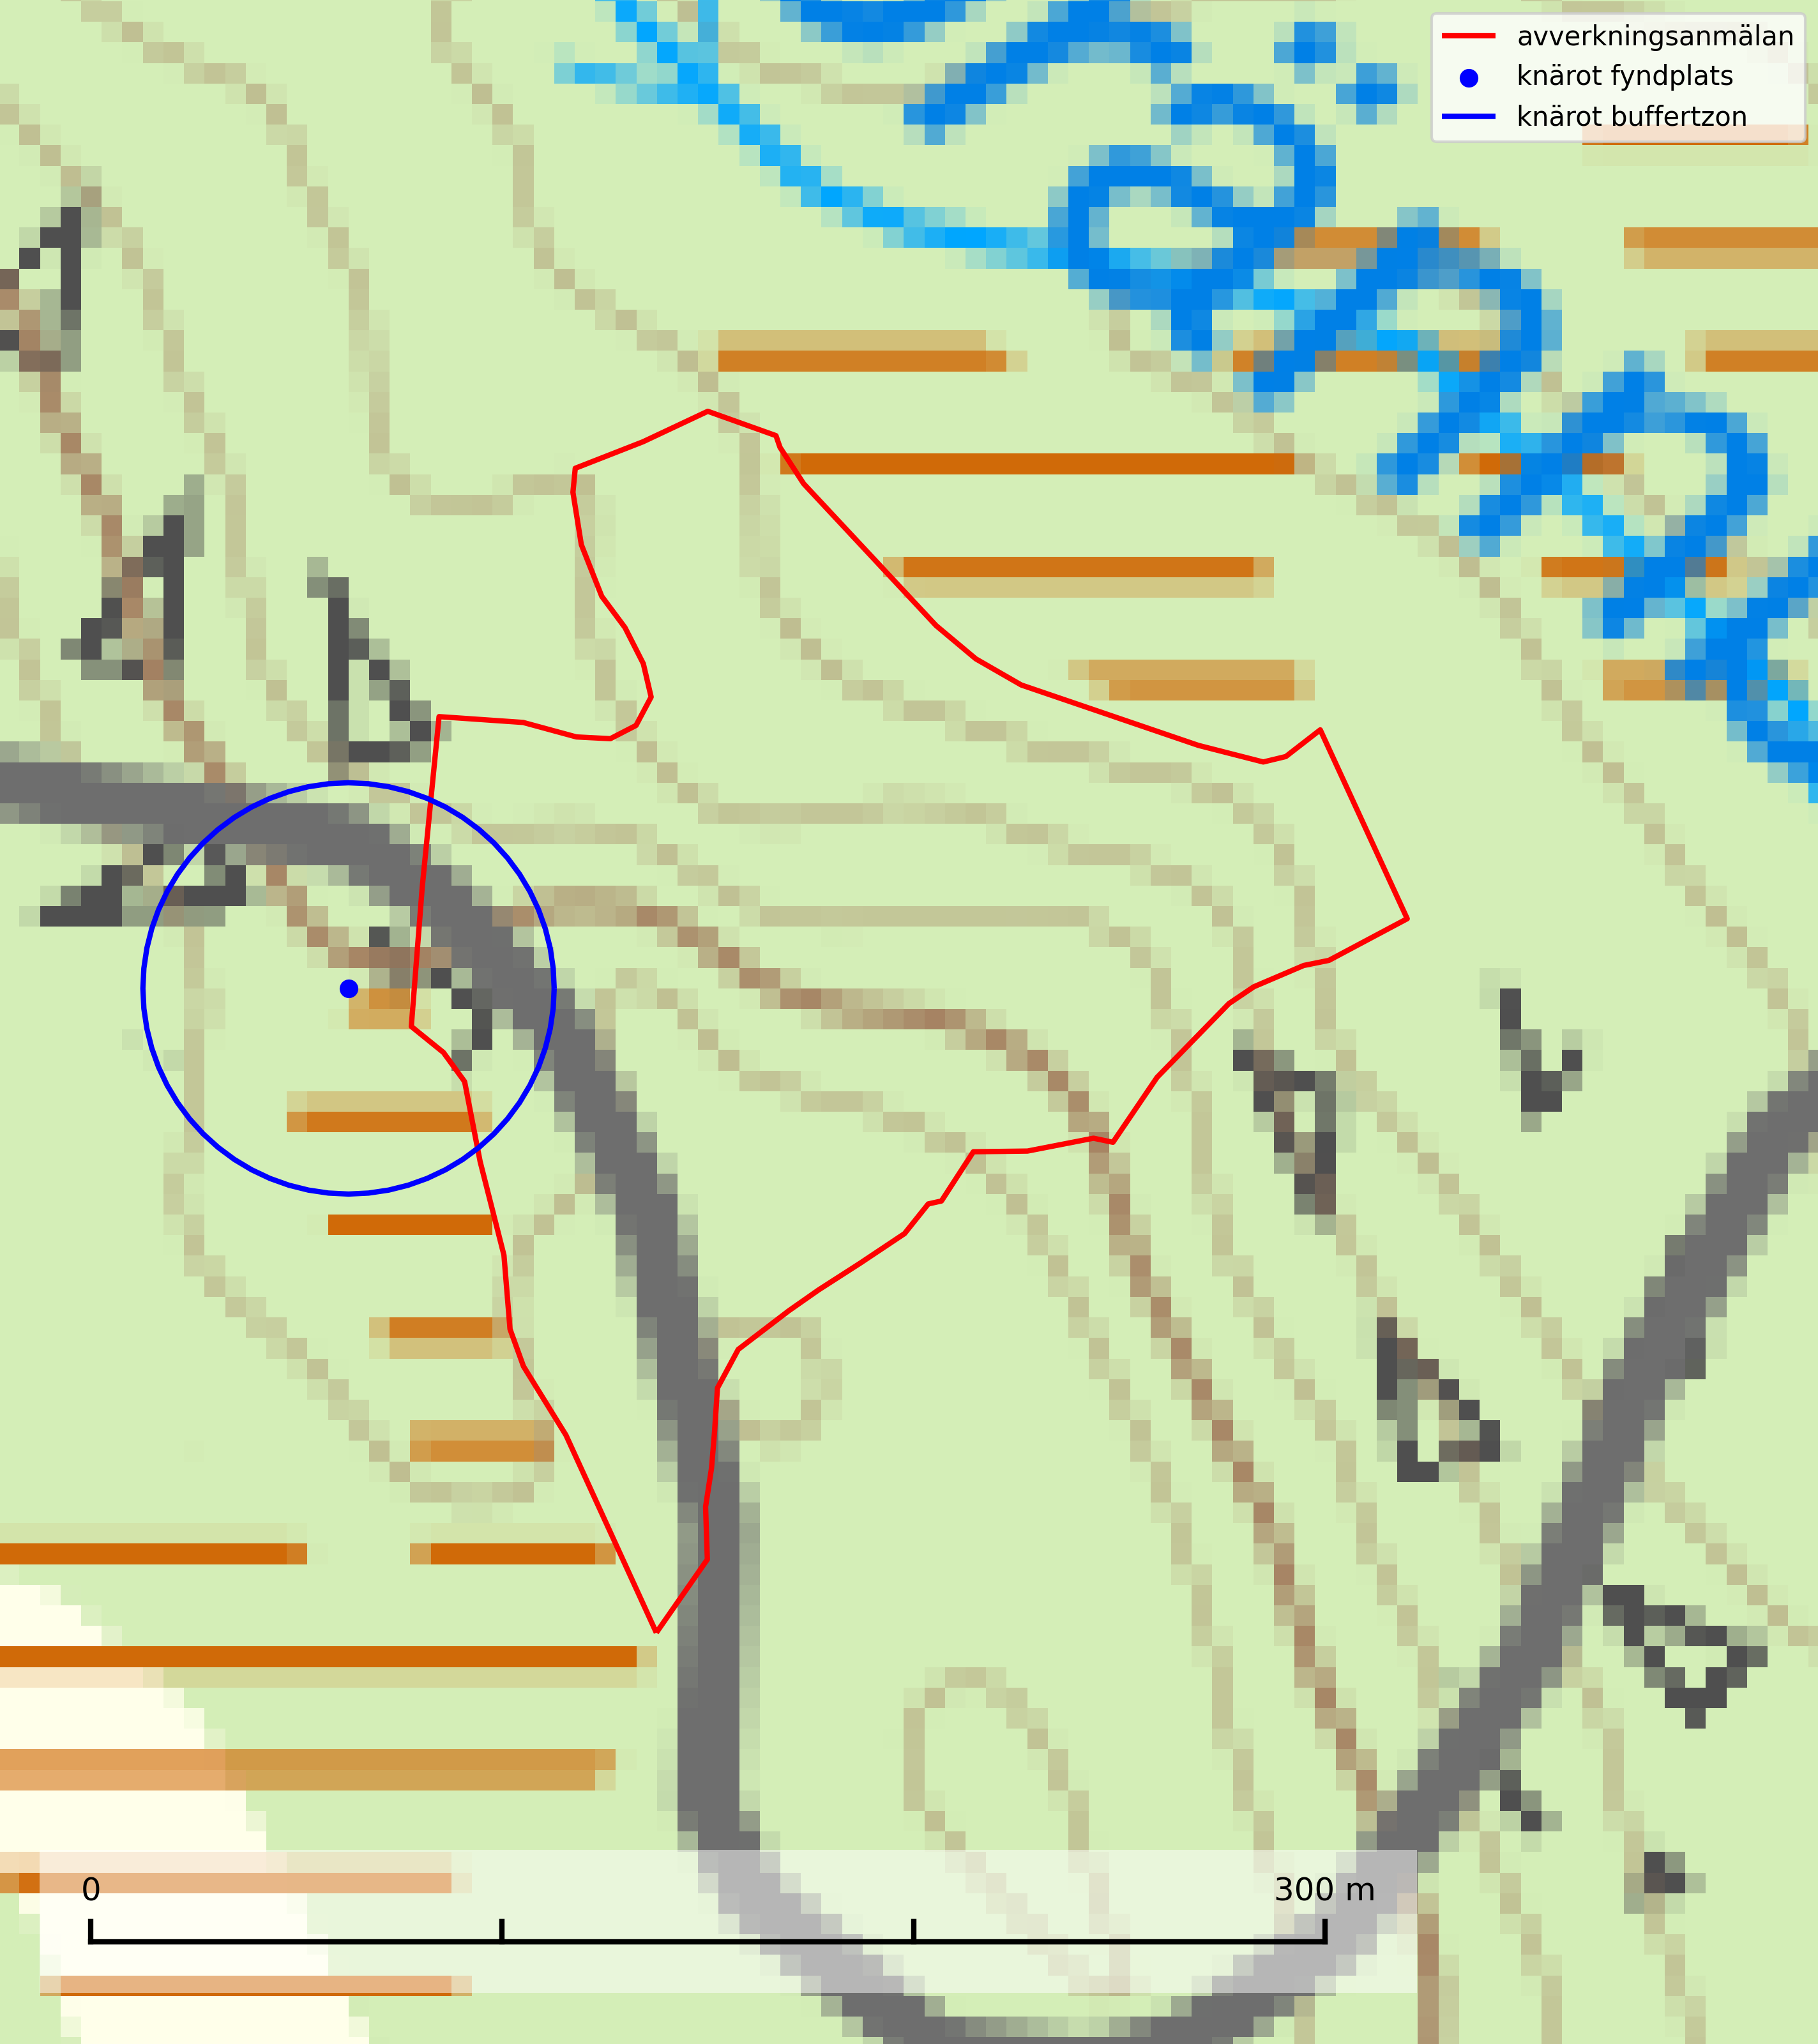 avverkningsanmälan
knärot fyndplats
knärot buffertzon
0 300 m